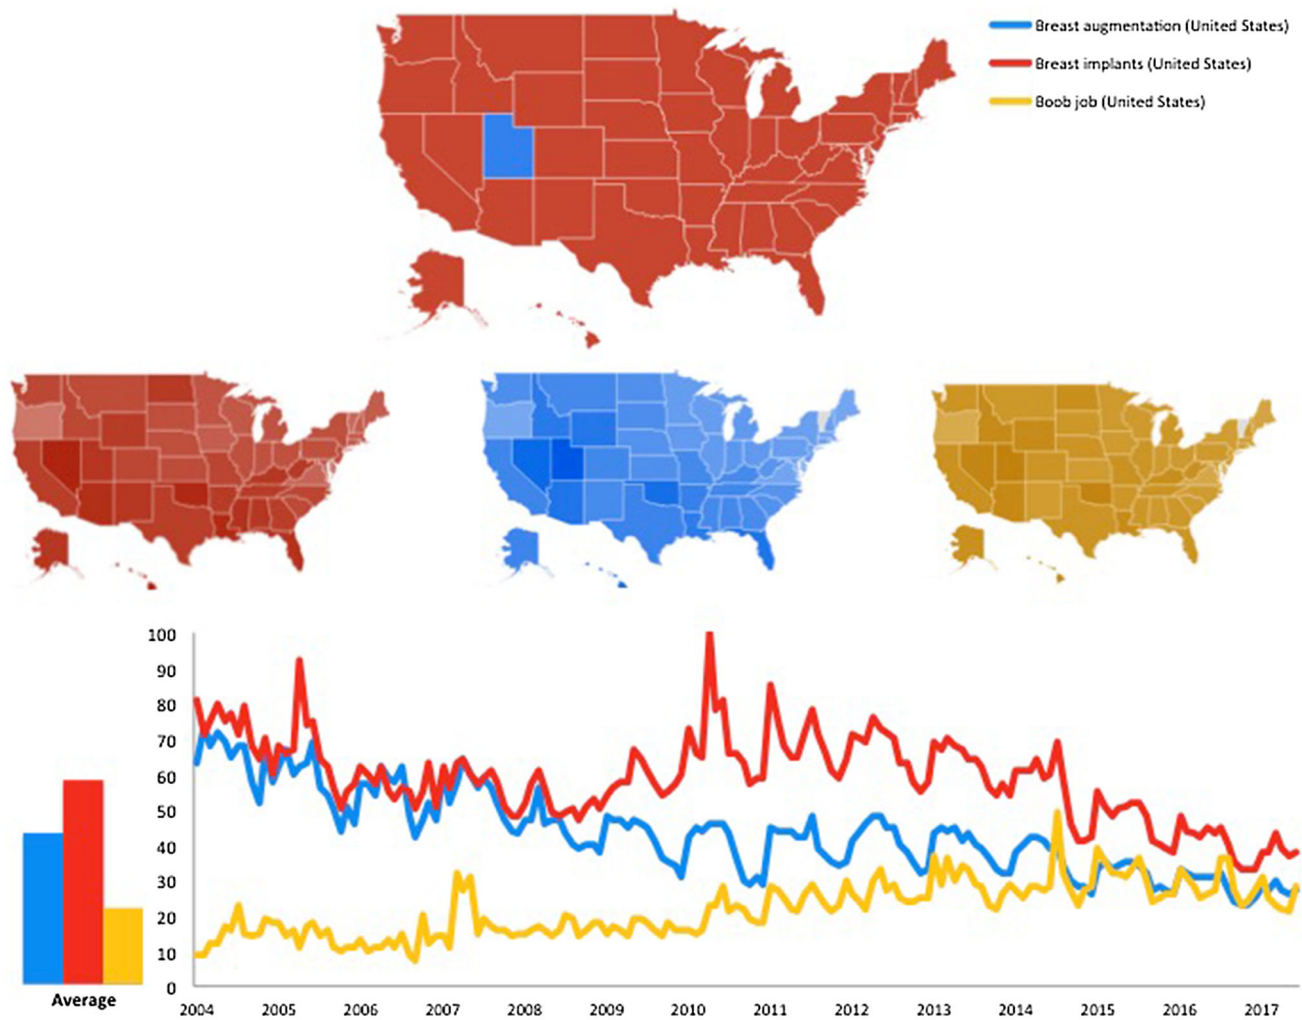 Breast augmentation (United States)
Breast implants (United States)
Boob job (United States)
100
90
80
70
60
50
40
30
20
10
0
Average
2004 2005 2006 2007 2008 2009 2010 2011 2012 2013 2014 2015 2016 2017